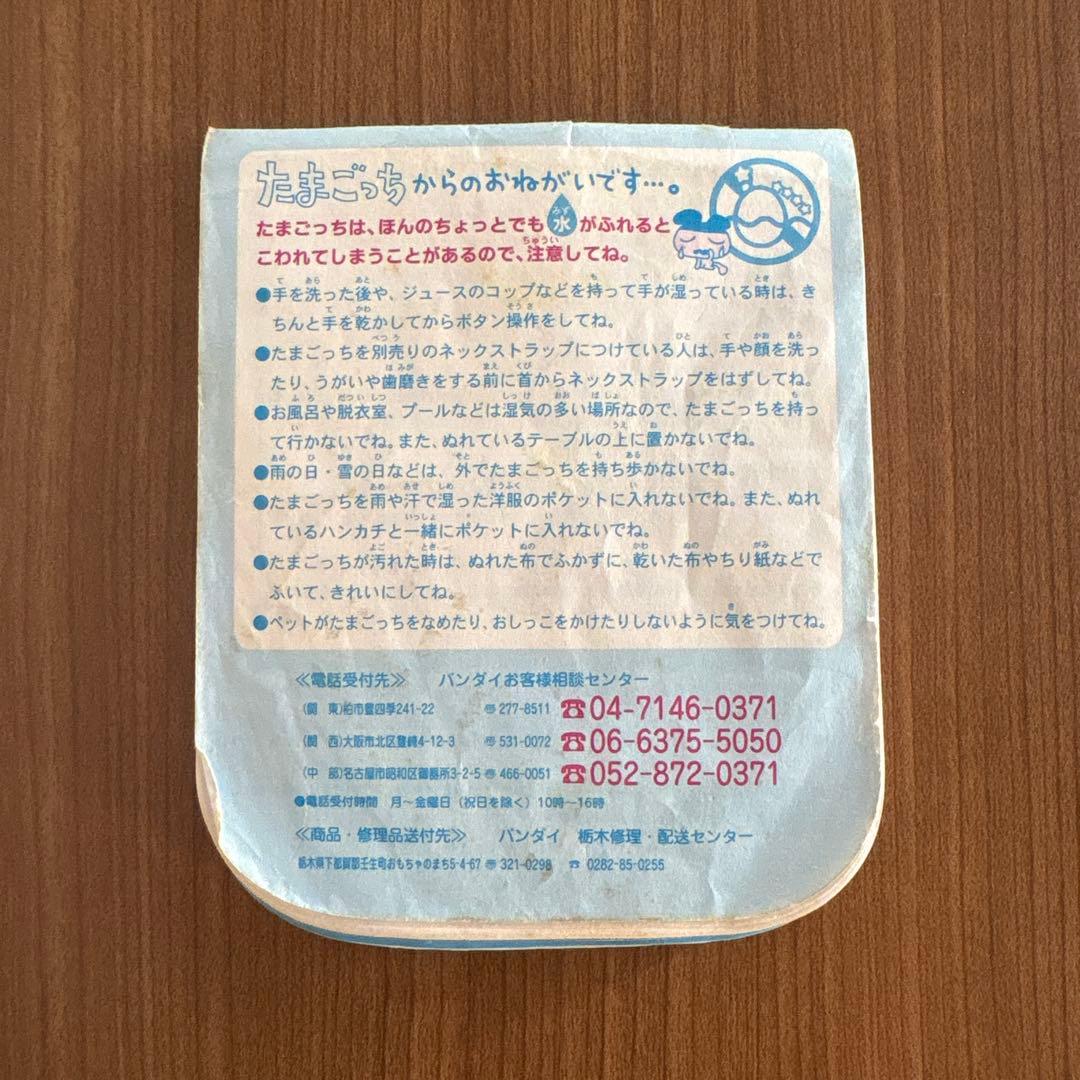 たまごっちからのおねがいです…。
たまごっちは、ほんのちょっとでも水がふれると
こわれてしまうことがあるので、注意してね。
●手を洗った後や、ジュースのコップなどを持って手が湿っている時は、き
ちんと手を乾かしてからボタン操作をしてね。
●たまごっちを別売りのネックストラップにつけている人は、手や顔を洗っ
たり、うがいや歯磨きをする前に首からネックストラップをはずしてね。
●お風呂や脱衣室、プールなどは湿気の多い場所なので、たまごっちを持っ
て行かないでね。また、ぬれているテーブルの上に置かないでね。
●雨の日・雪の日などは、外でたまごっちを持ち歩かないでね。
●たまごっちを雨や汗で湿った洋服のポケットに入れないでね。また、ぬれ
ているハンカチと一緒にポケットに入れないでね。
●たまごっちが汚れた時は、ぬれた布でふかずに、乾いた布やちり紙などで
ふいて、きれいにしてね。
●ペットがたまごっちをなめたり、おしっこをかけたりしないように気をつけてね。
≪電話受付先≫ バンダイお客様相談センター
(関 東)柏市豊四季241-22 〠277-8511 ☎04-7146-0371
(関 西)大阪市北区豊崎4-12-3 〠531-0072 ☎06-6375-5050
(中 部)名古屋市昭和区御器所3-2-5 〠466-0051 ☎052-872-0371
●電話受付時間 月～金曜日(祝日を除く)10時～16時
≪商品・修理品送付先≫ バンダイ 栃木修理・配送センター
栃木県下都賀郡壬生町おもちゃのまち5-4-67 〠321-0298 ☎0282-85-0255